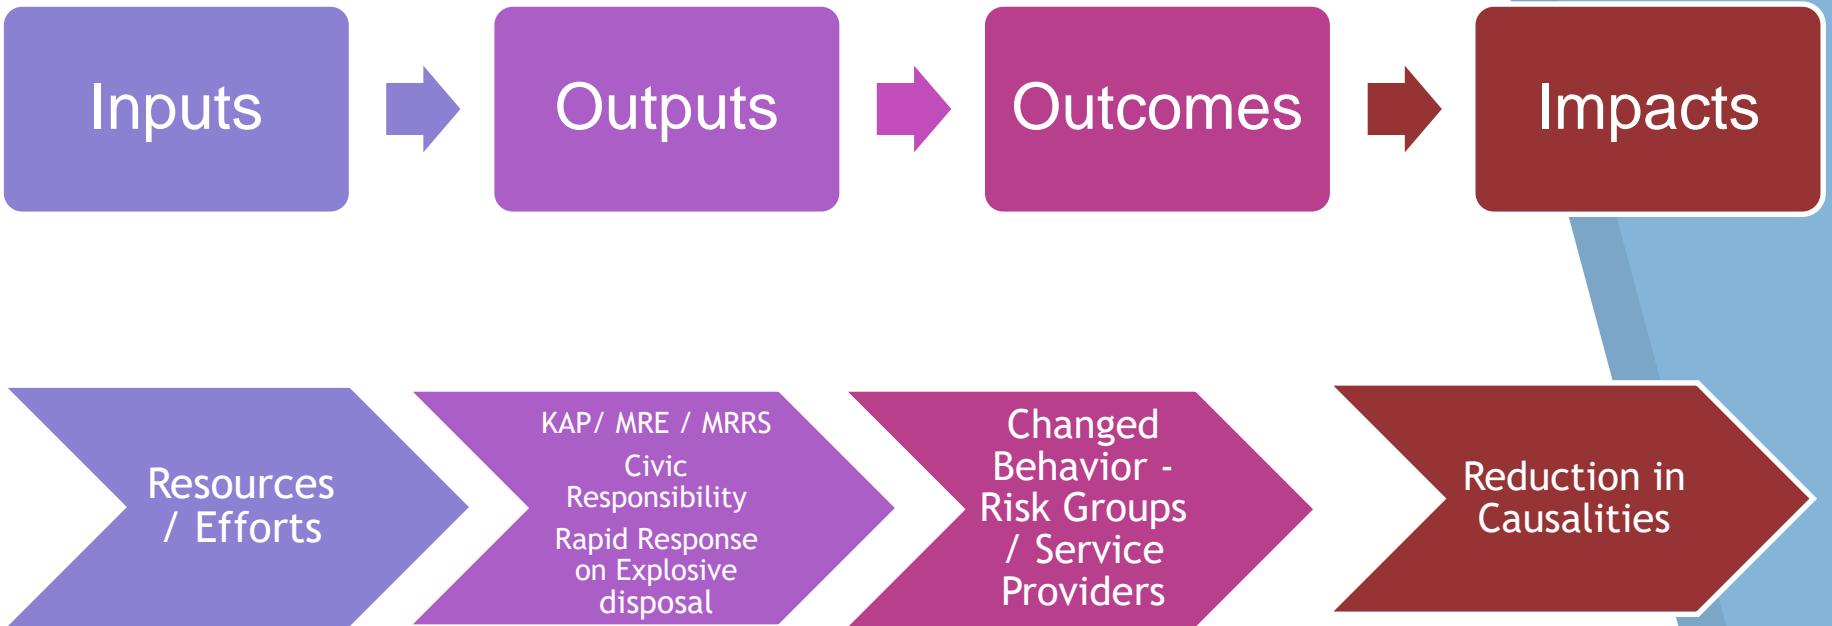 Inputs
Outputs
Outcomes
Impacts
Resources
/ Efforts
KAP/ MRE / MRRS
Civic
Responsibility
Rapid Response
on Explosive
disposal
Changed
Behavior -
Risk Groups
/ Service
Providers
Reduction in
Causalities